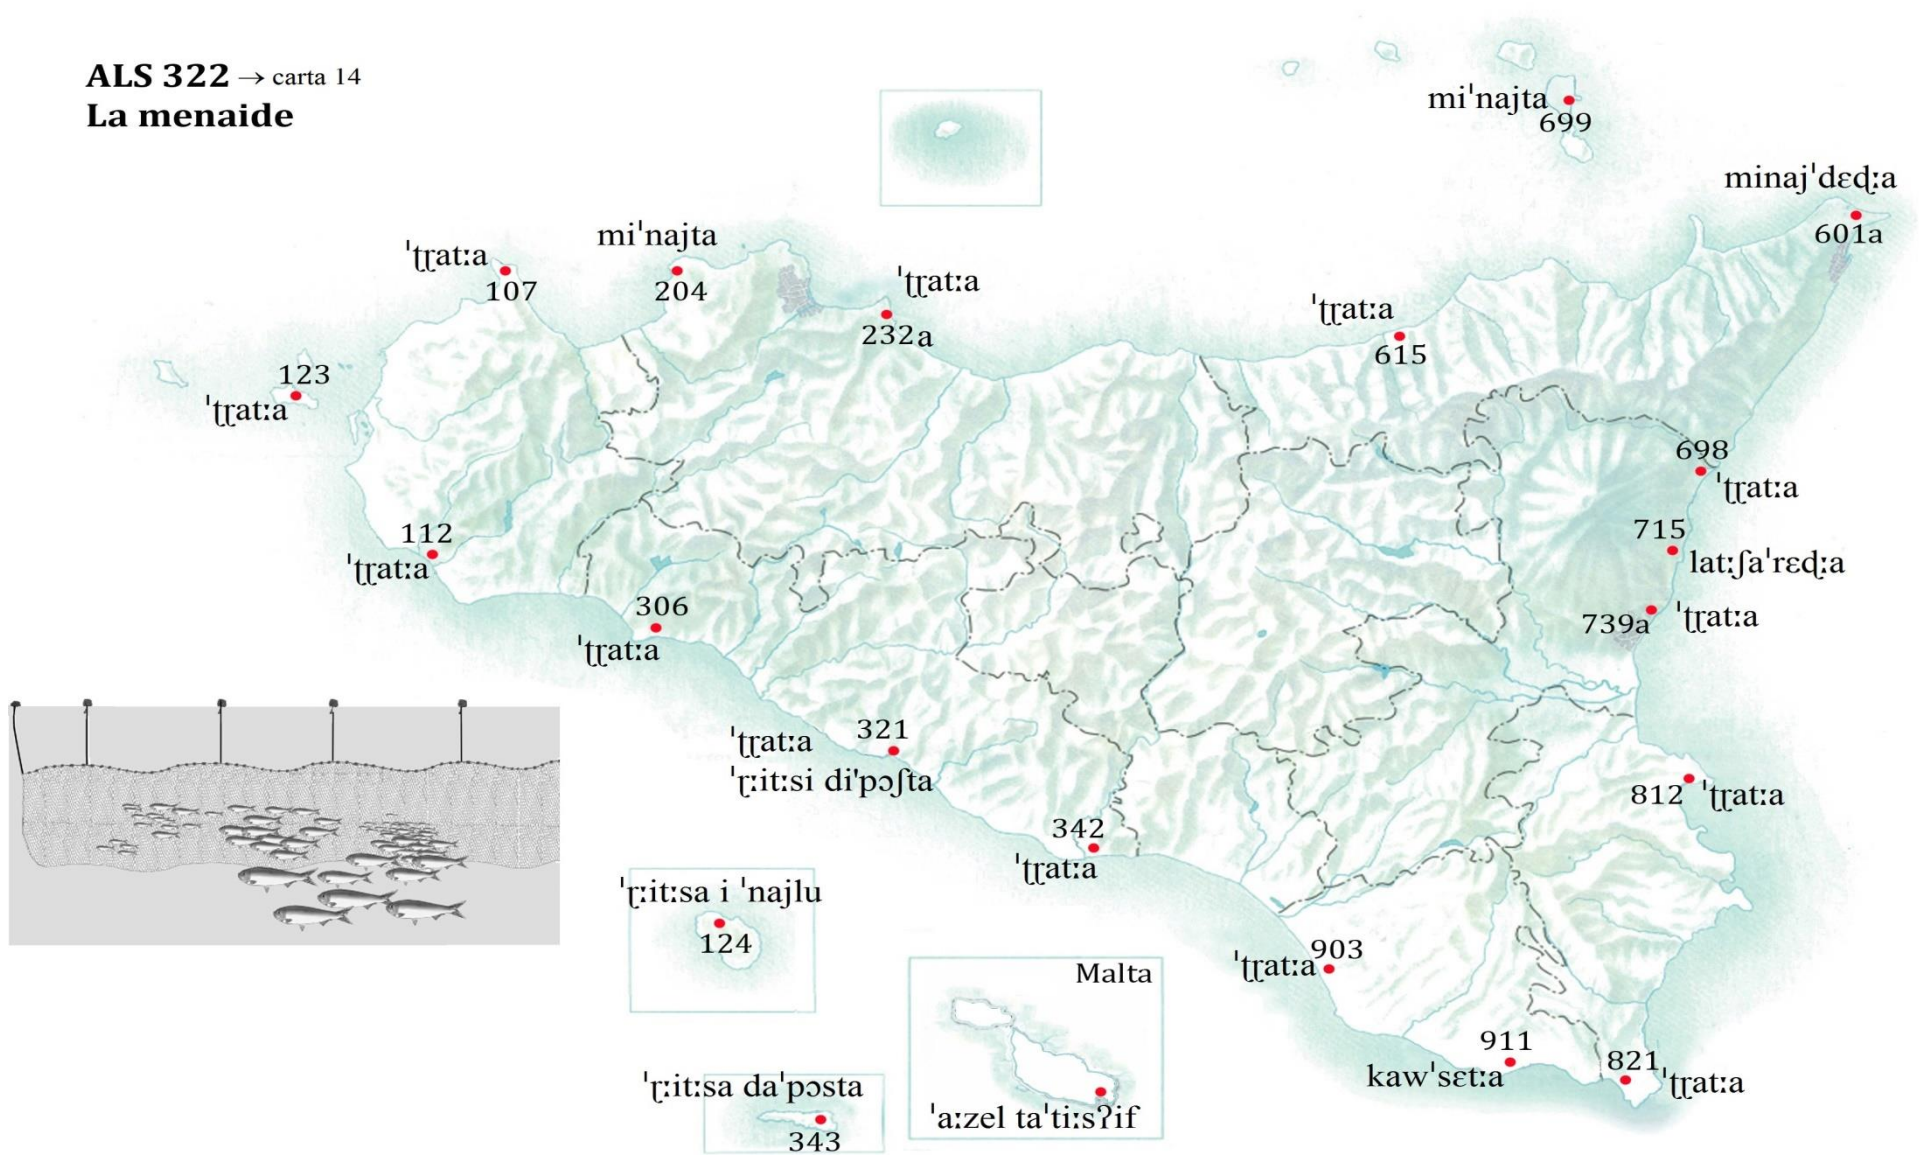 ALS 322 → carta 14
La menaide
miˈnajta
699
minajˈdɛɖːa
601a
ˈʈɽatːa
107
miˈnajta
204
ˈʈɽatːa
232a
ˈʈɽatːa
615
123
ˈʈɽatːa
698
ˈʈɽatːa
112
ˈʈɽatːa
715
latːʃaˈrɛɖːa
306
ˈʈɽatːa
739a
ˈʈɽatːa
ˈʈɽatːa
321
ˈɽːitːsi diˈpɔʃta
812
ˈʈɽatːa
342
ˈʈɽatːa
ˈɽːitːsa i ˈnajlu
124
903
ˈʈɽatːa
Malta
ˈaːzel taˈtiːsʔif
911
kawˈsɛtːa
821
ˈʈɽatːa
ˈɽːitːsa daˈpɔsta
343